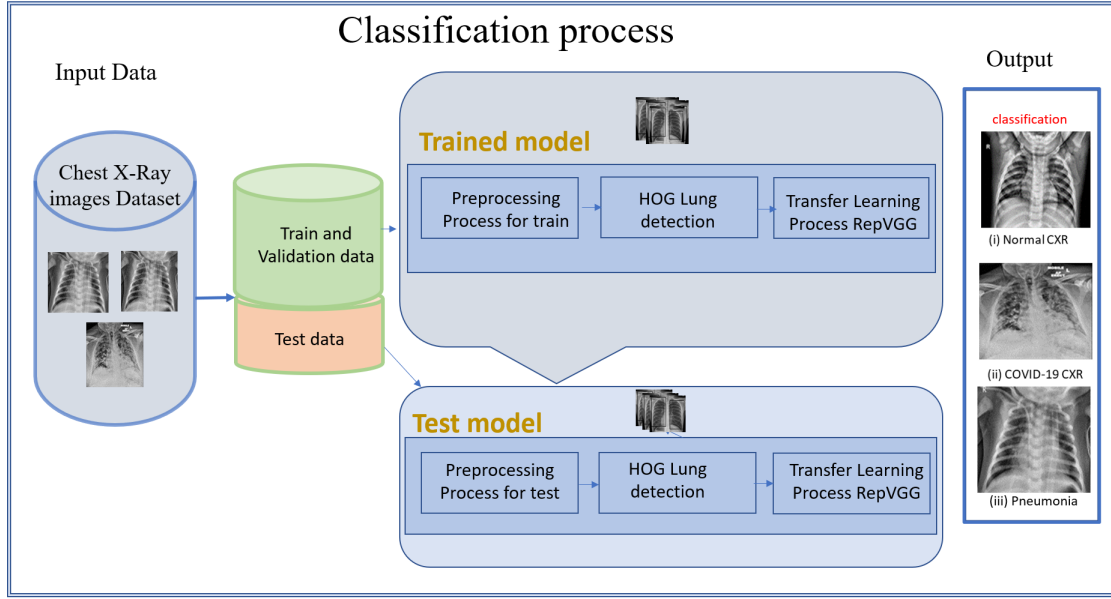 Classification process
Input Data
Chest X-Ray
images Dataset
Train and
Validation data
Test data
Trained model
Preprocessing
Process for train
HOG Lung
detection
Transfer Learning
Process RepVGG
Test model
Preprocessing
Process for test
HOG Lung
detection
Transfer Learning
Process RepVGG
Output
classification
(i) Normal CXR
(ii) COVID-19 CXR
(iii) Pneumonia